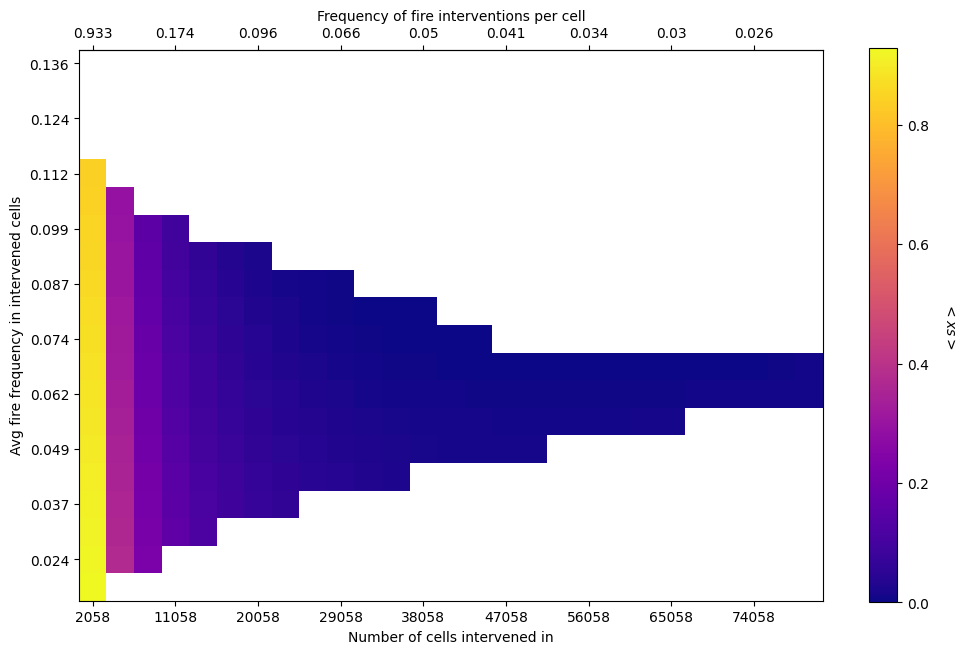 Frequency of fire interventions per cell
0.933 0.174 0.096 0.066 0.05 0.041 0.034 0.03 0.026
Avg fire frequency in intervened cells
0.136
0.124
0.112
0.099
0.087
0.074
0.062
0.049
0.037
0.024
2058 11058 20058 29058 38058 47058 56058 65058 74058
Number of cells intervened in
0.8
0.6
0.4
0.2
0.0
< sx >